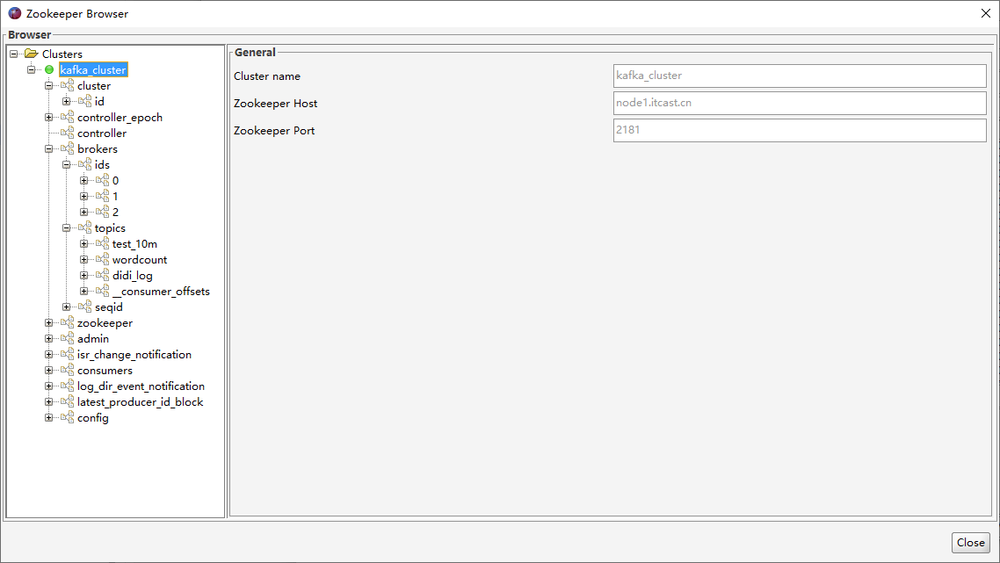 Zookeeper Browser
Browser
Clusters
kafka_cluster
cluster
id
controller_epoch
controller
brokers
ids
0
1
2
topics
test_10m
wordcount
didi_log
__consumer_offsets
seqid
zookeeper
admin
isr_change_notification
consumers
log_dir_event_notification
latest_producer_id_block
config
General
Cluster name kafka_cluster
Zookeeper Host node1.itcast.cn
Zookeeper Port 2181
Close